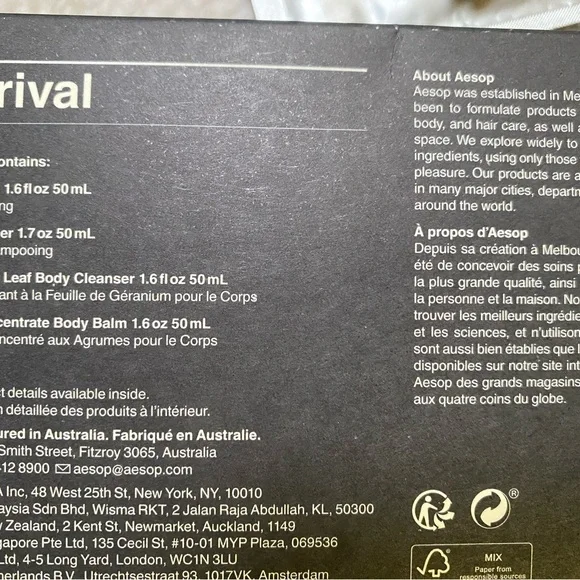 rival
ontains:
1.6 fl oz 50 mL
ng
er 1.7 oz 50 mL
ampooing
Leaf Body Cleanser 1.6 fl oz 50 mL
ant à la Feuille de Géranium pour le Corps
centrate Body Balm 1.6 oz 50 mL
oncentré aux Agrumes pour le Corps
ct details available inside.
n détaillée des produits à l'intérieur.
ured in Australia. Fabriqué en Australie.
Smith Street, Fitzroy 3065, Australia
12 8900 ✉ aesop@aesop.com
A Inc, 48 West 25th St, New York, NY, 10010
aysia Sdn Bhd, Wisma RKT, 2 Jalan Raja Abdullah, KL, 50300
w Zealand, 2 Kent St, Newmarket, Auckland, 1149
gapore Pte Ltd, 135 Cecil St, #10-01 MYP Plaza, 069536
Ltd, 4-5 Long Yard, London, WC1N 3LU
herlands B.V., Utrechtsestraat 93, 1017VK, Amsterdam
About Aesop
Aesop was established in Me
been to formulate products
body, and hair care, as well a
space. We explore widely to
ingredients, using only those
pleasure. Our products are a
in many major cities, departm
around the world.
À propos d'Aesop
Depuis sa création à Melbou
été de concevoir des soins p
la plus grande qualité, ainsi
la personne et la maison. No
trouver les meilleurs ingrédie
et les sciences, et n'utilison
sont aussi bien établies que l
disponibles sur notre site int
Aesop des grands magasins
aux quatre coins du globe.
®
MIX
Paper from
responsible sources